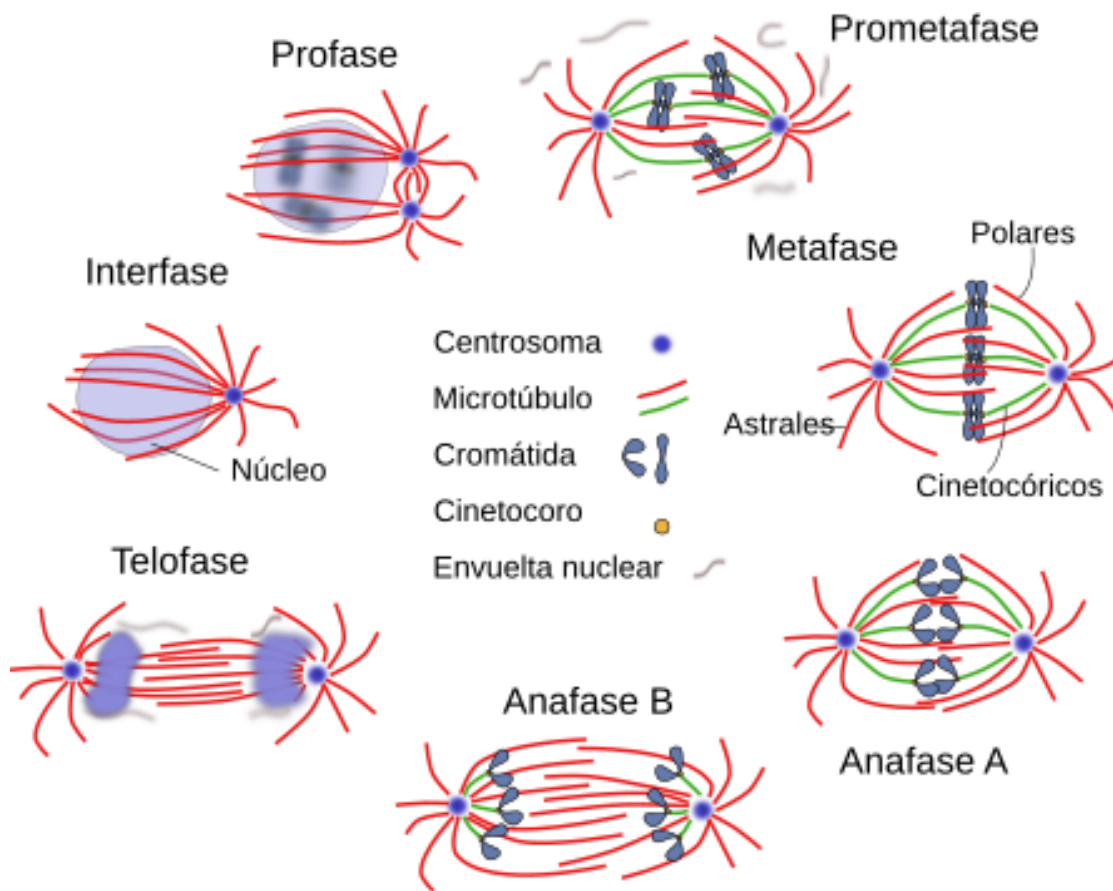 Profase
Prometafase
Interfase
Núcleo
Metafase
Polares
Astrales
Cinetocóricos
Centrosoma
Microtúbulo
Cromátida
Cinetocoro
Envuelta nuclear
Telofase
Anafase B
Anafase A